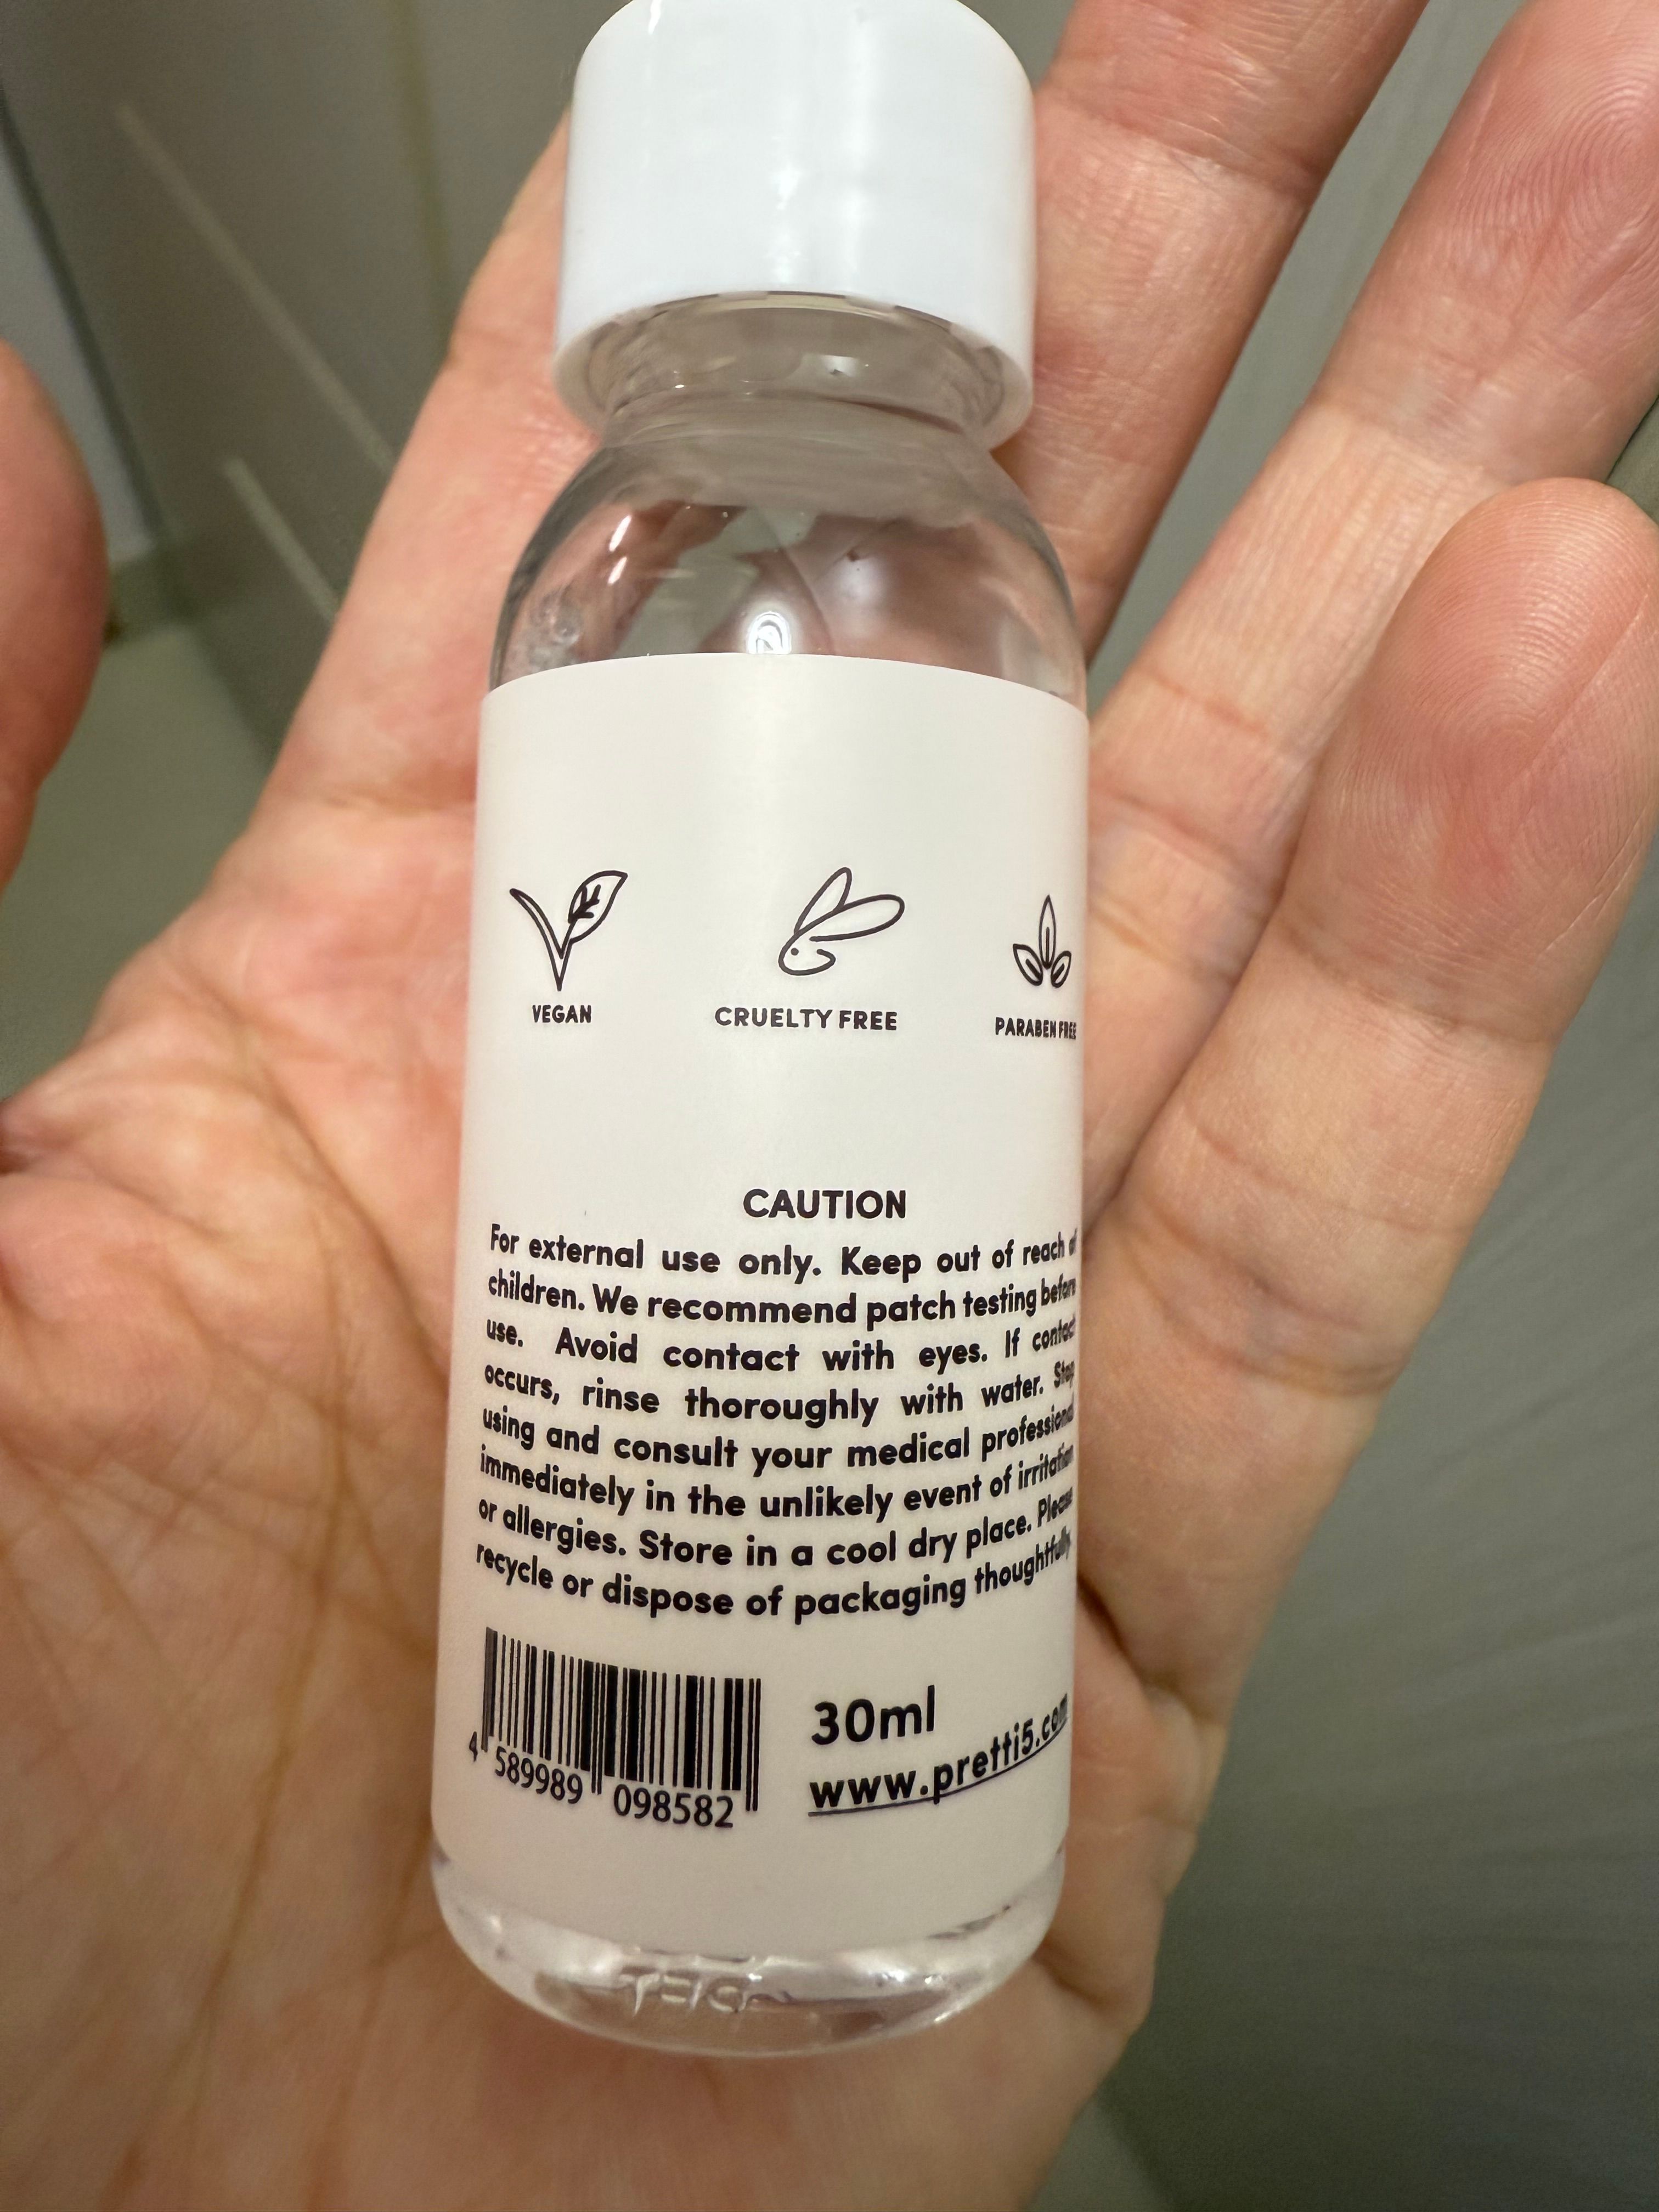 VEGAN
CRUELTY FREE
PARABEN FREE
CAUTION
For external use only. Keep out of reach of
children. We recommend patch testing before
use. Avoid contact with eyes. If contact
occurs, rinse thoroughly with water. Stop
using and consult your medical professional
immediately in the unlikely event of irritation
or allergies. Store in a cool dry place. Please
recycle or dispose of packaging thoughtfully
30ml
www.pretti5.com
4 589989 098582